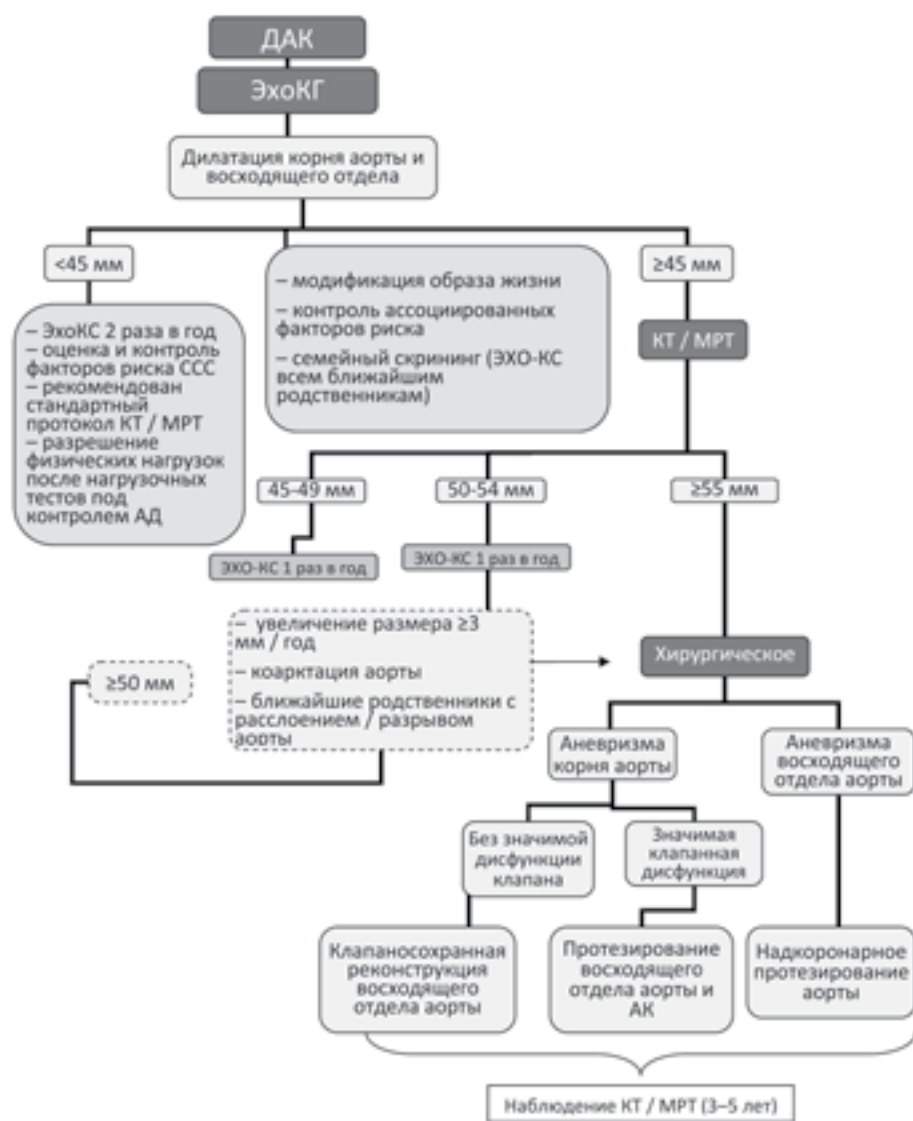 ДАК
ЭхоКГ
Дилатация корня аорты и
восходящего отдела
<45 мм
– ЭхоКС 2 раза в год
– оценка и контроль
факторов риска ССС
– рекомендован
стандартный
протокол КТ / МРТ
– разрешение
физических нагрузок
после нагрузочных
тестов под
контролем АД
– модификация образа жизни
– контроль ассоциированных
факторов риска
– семейный скрининг (ЭХО-КС
всем ближайшим
родственникам)
≥45 мм
КТ / МРТ
45-49 мм
50-54 мм
≥55 мм
ЭХО-КС 1 раз в год
ЭХО-КС 1 раз в год
– увеличение размера ≥3
мм / год
– коарктация аорты
– ближайшие родственники с
расслоением / разрывом
аорты
≥50 мм
Хирургическое
Аневризма
корня аорты
Аневризма
восходящего
отдела аорты
Без значимой
дисфункции
клапана
Значимая
клапанная
дисфункция
Клапаносохранная
реконструкция
восходящего
отдела аорты
Протезирование
восходящего
отдела аорты и
АК
Надкоронарное
протезирование
аорты
Наблюдение КТ / МРТ (3–5 лет)